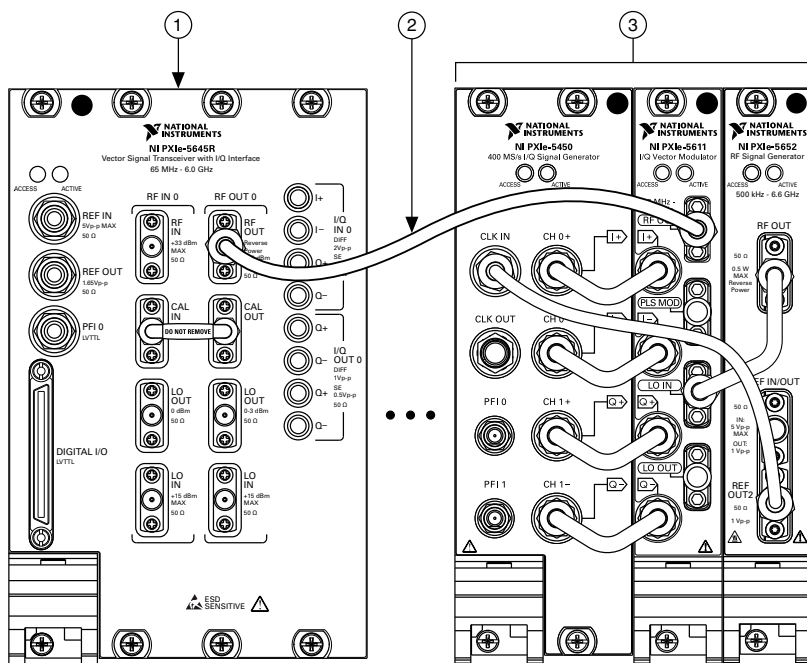 1
2
3
NATIONAL
INSTRUMENTS
NI PXIe-5645R
Vector Signal Transceiver with I/Q Interface
65 MHz - 6.0 GHz
ACCESS
ACTIVE
REF IN
5Vp-p MAX
50 Ω
REF OUT
1.65Vp-p
50 Ω
PFI 0
LVTTL
DIGITAL I/O
LVTTL
RF IN 0
RF OUT 0
RF
IN
+33 dBm
MAX
50 Ω
RF
OUT
Reverse
Power
50 Ω
CAL
IN
DO NOT REMOVE
CAL
OUT
LO
OUT
0 dBm
50 Ω
LO
OUT
0-3 dBm
50 Ω
LO
IN
+15 dBm
MAX
50 Ω
LO
IN
+15 dBm
MAX
50 Ω
I+
I–
Q–
I/Q
IN 0
DIFF
2Vp-p
SE
Q+
Q–
Q+
Q–
I/Q
OUT 0
DIFF
1Vp-p
SE
0.5Vp-p
50 Ω
ESD
SENSITIVE
NATIONAL
INSTRUMENTS
NI PXIe-5450
400 MS/s I/Q Signal Generator
ACCESS
ACTIVE
CLK IN
CH 0+
I+
CLK OUT
CH 0
PFI 0
CH 1+
Q+
PFI 1
CH 1–
Q–
NATIONAL
INSTRUMENTS
NI PXIe-5611
I/Q Vector Modulator
ACCESS
ACTIVE
I+
PLS MOD
I–
LO IN
Q+
LO OUT
Q–
NATIONAL
INSTRUMENTS
NI PXIe-5652
RF Signal Generator
ACCESS
ACTIVE
500 kHz - 6.6 GHz
RF OUT
50 Ω
0.5 W
MAX
Reverse
Power
50 Ω
IN:
5 Vp-p
MAX
OUT:
1 Vp-p
REF
OUT2
50 Ω
1 Vp-p